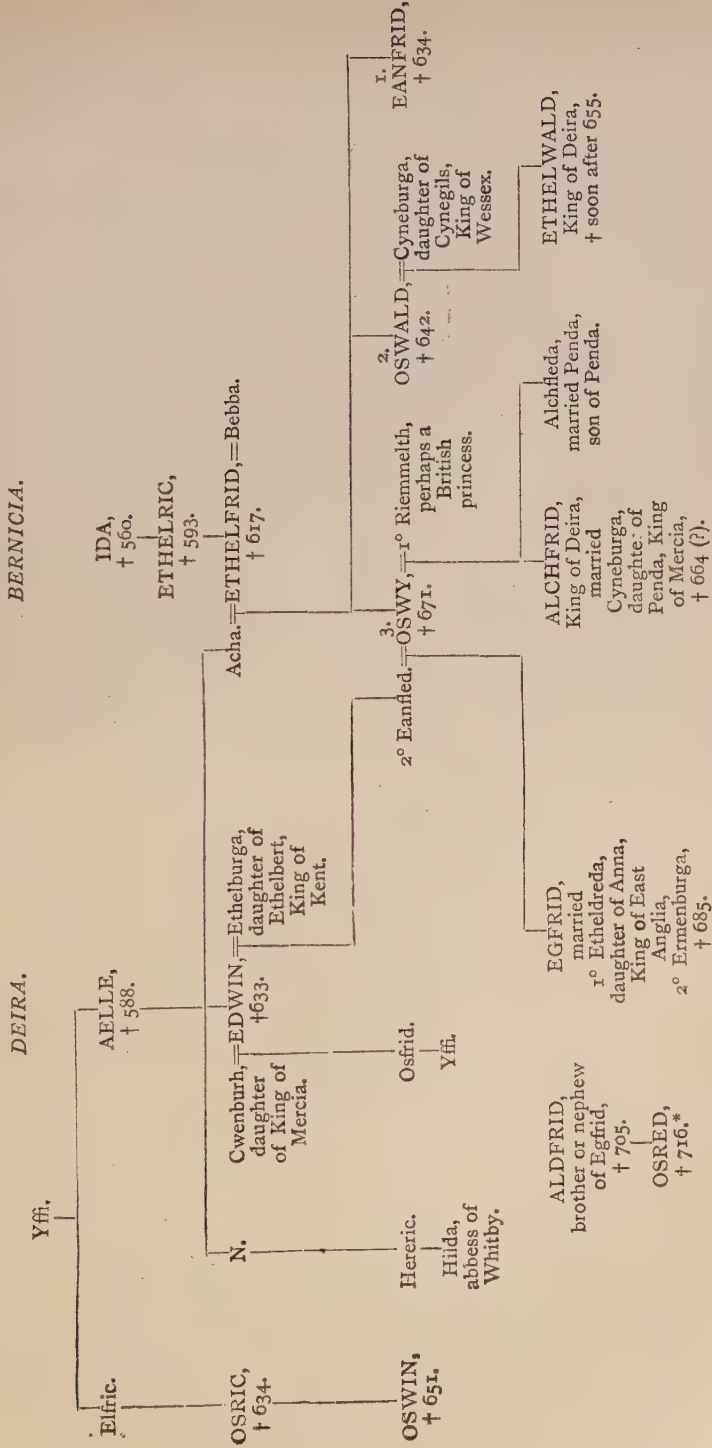 DEIRA.
BERNICIA.
Yffi.
Elfric.
AELLE,
† 588.
IDA,
† 560.
ETHELRIC,
† 593.
OSRIC,
† 634.
N.
Cwenburh,=EDWIN,=Ethelburga,
daughter
of King of
Mercia.
†633.
daughter of
Ethelbert,
King of
Kent.
Acha.=ETHELFRID,=Bebba.
† 617.
OSWIN,
† 651.
Hereric.
Hilda,
abbess of
Whitby.
Osfrid.
Yffi.
2° Eanfled.=OSWY,=1° Riemmelth,
3.
† 671.
perhaps a
British
princess.
2.
OSWALD,=Cyneburga,
† 642.
daughter of
Cynegils,
King of
Wessex.
1.
EANFRID,
† 634.
ALDFRID,
brother or nephew
of Egfrid,
† 705.
OSRED,
† 716.*
EGFRID,
married
1° Etheldreda,
daughter of Anna,
King of East
Anglia,
2° Ermenburga,
† 685.
ALCHFRID,
King of Deira,
married
Cyneburga,
daughter of
Penda, King
of Mercia,
† 664 (?).
Alchfleda,
married Penda,
son of Penda.
ETHELWALD,
King of Deira,
† soon after 655.